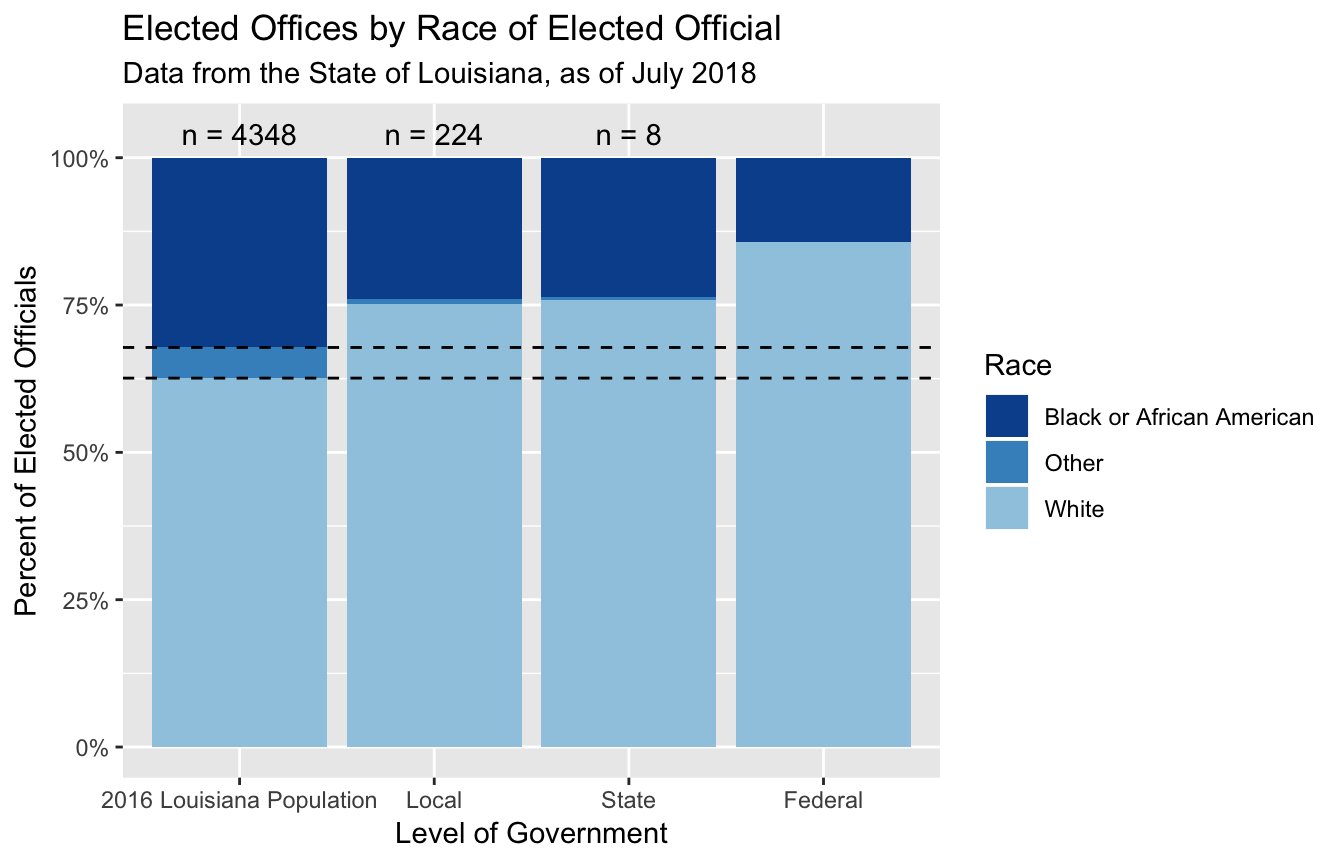 Elected Offices by Race of Elected Official
Data from the State of Louisiana, as of July 2018
n = 4348 n = 224 n = 8
100%
75%
50%
25%
0%
Percent of Elected Officials
2016 Louisiana Population Local State Federal
Level of Government
Race
Black or African American
Other
White